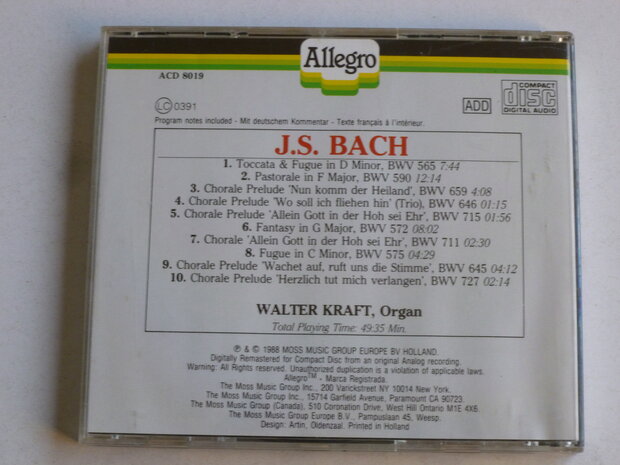 Allegro
ACD 8019
LC 0391
ADD
COMPACT
disc
DIGITAL AUDIO
Program notes included - Mit deutschem Kommentar - Texte français à l'intérieur.
J.S. BACH
1. Toccata & Fugue in D Minor, BWV 565 7:44
2. Pastorale in F Major, BWV 590 12:14
3. Chorale Prelude 'Nun komm der Heiland', BWV 659 4:08
4. Chorale Prelude 'Wo soll ich fliehen hin' (Trio), BWV 646 01:15
5. Chorale Prelude 'Allein Gott in der Hoh sei Ehr', BWV 715 01:56
6. Fantasy in G Major, BWV 572 08:02
7. Chorale 'Allein Gott in der Hoh sei Ehr', BWV 711 02:30
8. Fugue in C Minor, BWV 575 04:29
9. Chorale Prelude 'Wachet auf, ruft uns die Stimme', BWV 645 04:12
10. Chorale Prelude 'Herzlich tut mich verlangen', BWV 727 02:14
WALTER KRAFT, Organ
Total Playing Time: 49:35 Min.
℗ & © 1988 MOSS MUSIC GROUP EUROPE BV HOLLAND.
Digitally Remastered for Compact Disc from an original Analog recording.
Warning: All rights Reserved. Unauthorized duplication is a violation of applicable laws.
Allegro™ - Marca Registrada.
The Moss Music Group Inc., 200 Varickstreet NY 10014 New York.
The Moss Music Group Inc., 15714 Garfield Avenue, Paramount CA 90723.
The Moss Music Group (Canada), 510 Coronation Drive, West Hill Ontario M1E 4X6.
The Moss Music Group Europe B.V., Pampuslaan 45, Weesp.
Design: Artin, Oldenzaal. Printed in Holland